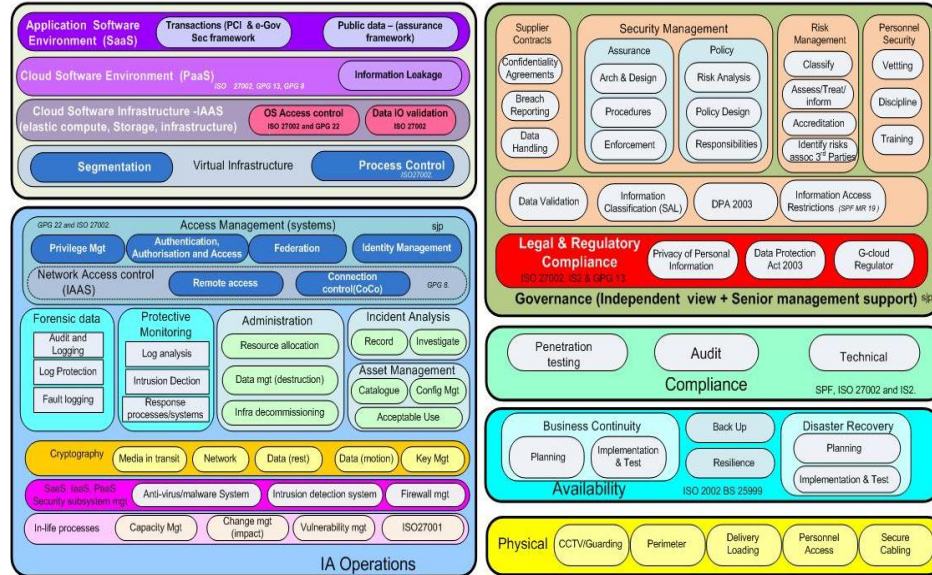 Application Software
Environment (SaaS)
Transactions (PCI & e-Gov
Sec framework)
Public data – (assurance
framework)
Cloud Software Environment (PaaS)
ISO 27002, GPG 13, GPG 8
Information Leakage
Cloud Software Infrastructure -IAAS
(elastic compute, Storage, infrastructure)
OS Access control
ISO 27002 and GPG 22
Data IO validation
ISO 27002
Segmentation
Virtual Infrastructure
Process Control
ISO27002.
GPG 22 and ISO 27002.
Access Management (systems)
sjp
Privilege Mgt
Authentication,
Authorisation and Access
Federation
Identity Management
Network Access control
(IAAS)
Remote access
Connection
control(CoCo)
GPG 8.
Forensic data
Audit and
Logging
Log Protection
Fault logging
Protective
Monitoring
Log analysis
Intrusion Dection
Response
processes/systems
Administration
Resource allocation
Data mgt (destruction)
Infra decommissioning
Incident Analysis
Record
Investigate
Asset Management
Catalogue
Config Mgt
Acceptable Use
Cryptography
Media in transit
Network
Data (rest)
Data (motion)
Key Mgt
SaaS, IaaS, PaaS
Security subsystem mgt
Anti-virus/malware System
Intrusion detection system
Firewall mgt
In-life processes
Capacity Mgt
Change mgt
(impact)
Vulnerability mgt
ISO27001
IA Operations
Supplier
Contracts
Confidentiality
Agreements
Breach
Reporting
Data
Handling
Security Management
Assurance
Arch & Design
Procedures
Enforcement
Policy
Risk Analysis
Policy Design
Responsibilities
Risk
Management
Classify
Assess/Treat/
inform
Accreditation
Identify risks
assoc 3rd Parties
Personnel
Security
Vettting
Discipline
Training
Data Validation
Information
Classification (SAL)
DPA 2003
Information Access
Restrictions (SPF MR 19 )
Legal & Regulatory
Compliance
ISO 27002, IS2 & GPG 13.
Privacy of Personal
Information
Data Protection
Act 2003
G-cloud
Regulator
Governance (Independent view + Senior management support) sjp
Penetration
testing
Audit
Technical
Compliance
SPF, ISO 27002 and IS2.
Business Continuity
Planning
Implementation
& Test
Back Up
Resilience
Disaster Recovery
Planning
Implementation & Test
Availability
ISO 2002 BS 25999
Physical
CCTV/Guarding
Perimeter
Delivery
Loading
Personnel
Access
Secure
Cabling